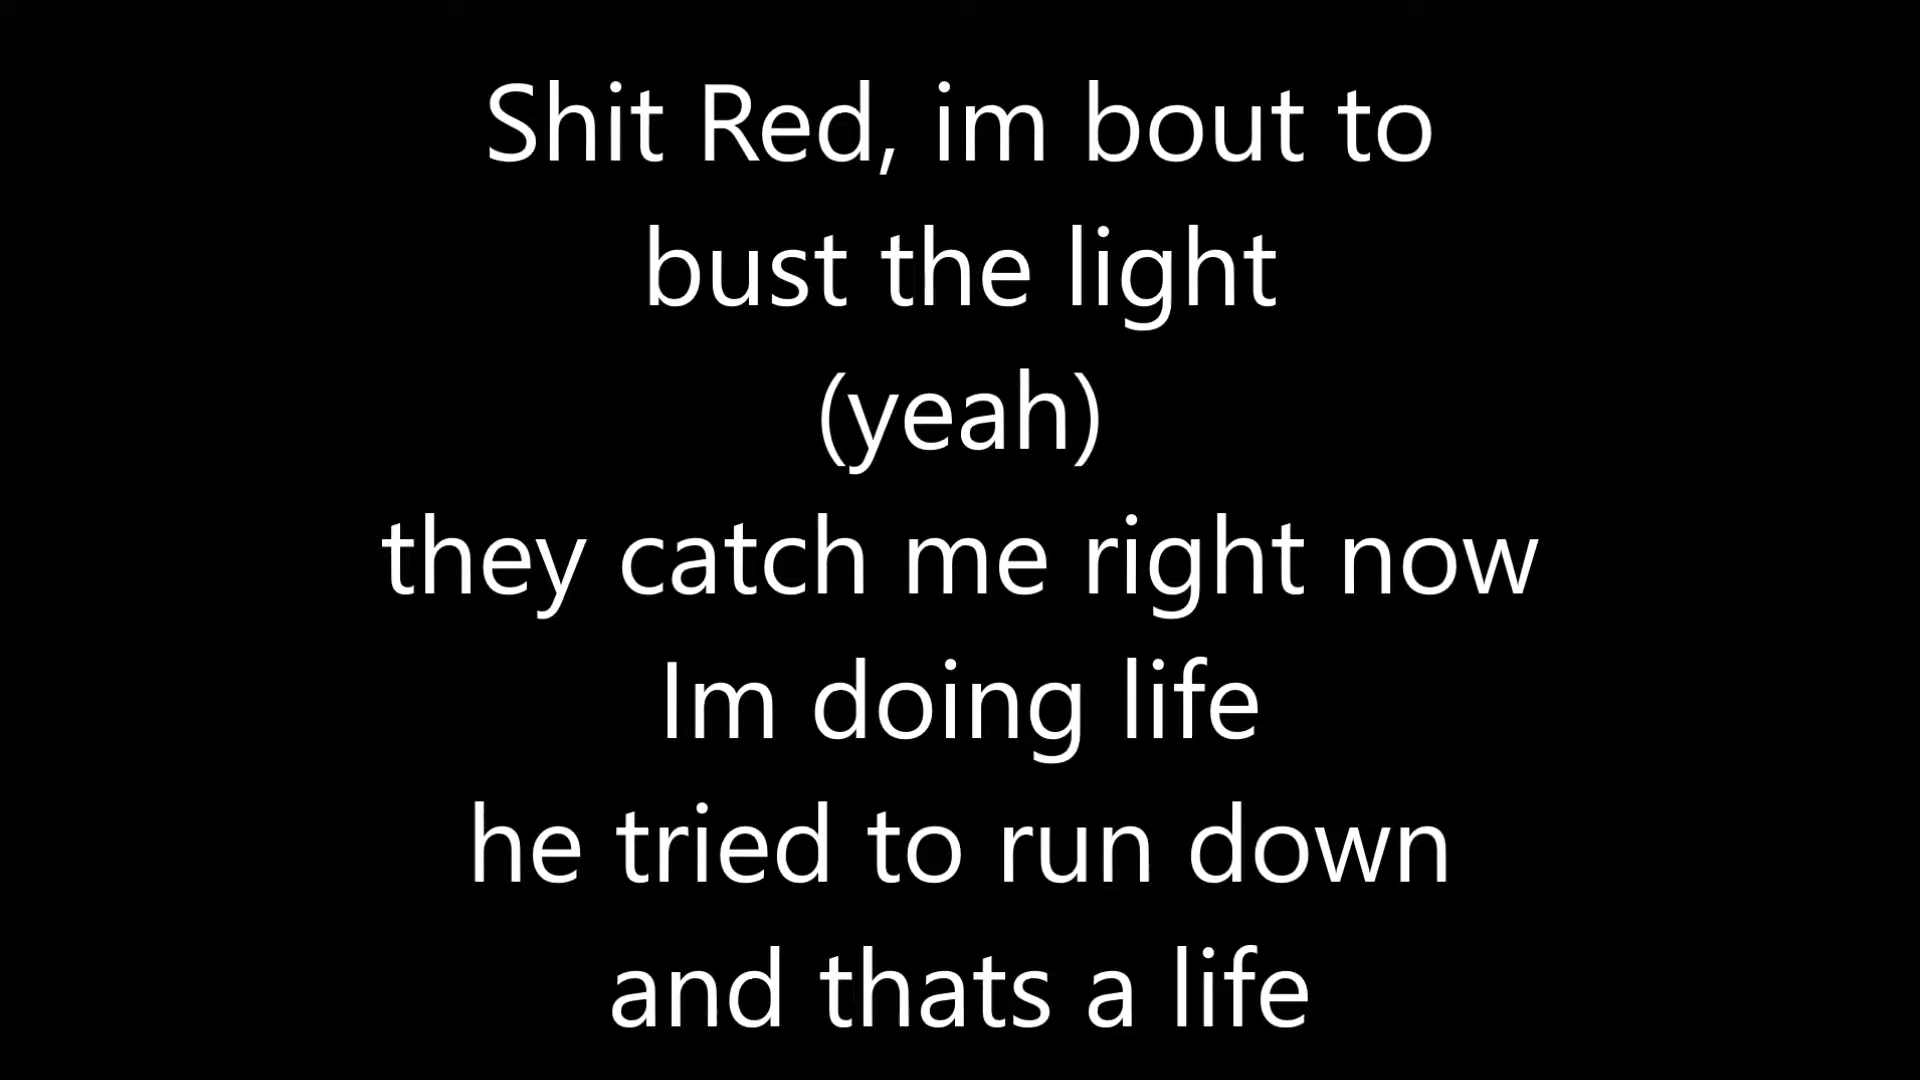 Shit Red, im bout to
bust the light
(yeah)
they catch me right now
Im doing life
he tried to run down
and thats a life